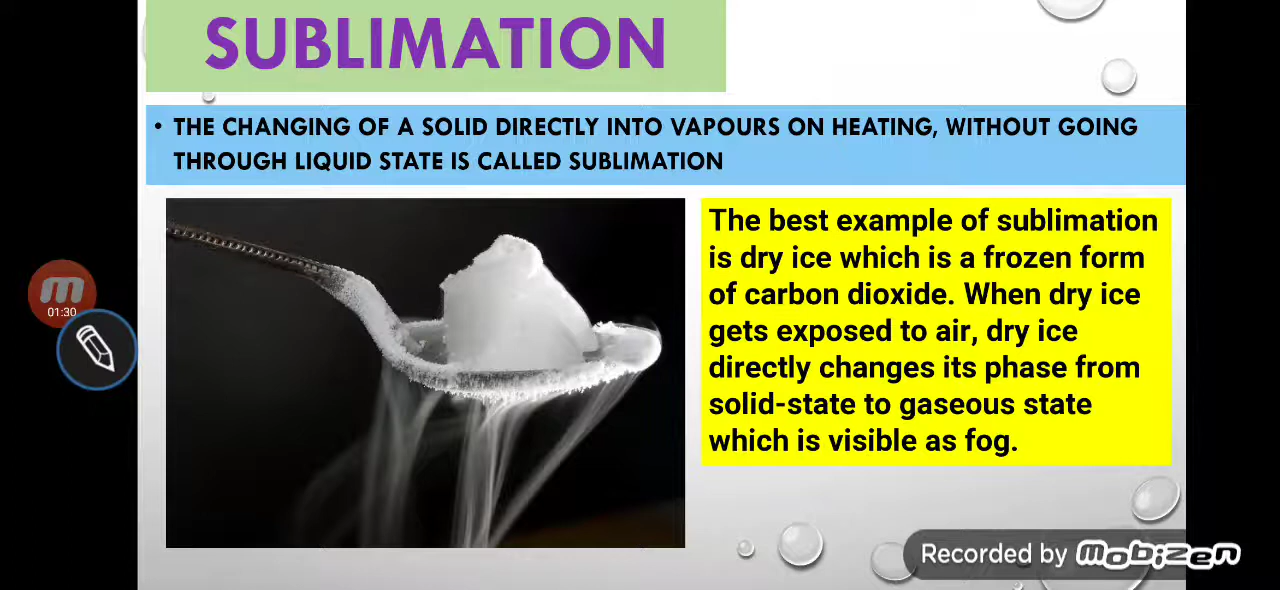 SUBLIMATION
• THE CHANGING OF A SOLID DIRECTLY INTO VAPOURS ON HEATING, WITHOUT GOING
THROUGH LIQUID STATE IS CALLED SUBLIMATION
The best example of sublimation
is dry ice which is a frozen form
of carbon dioxide. When dry ice
gets exposed to air, dry ice
directly changes its phase from
solid-state to gaseous state
which is visible as fog.
m
01:30
Recorded by mobizen